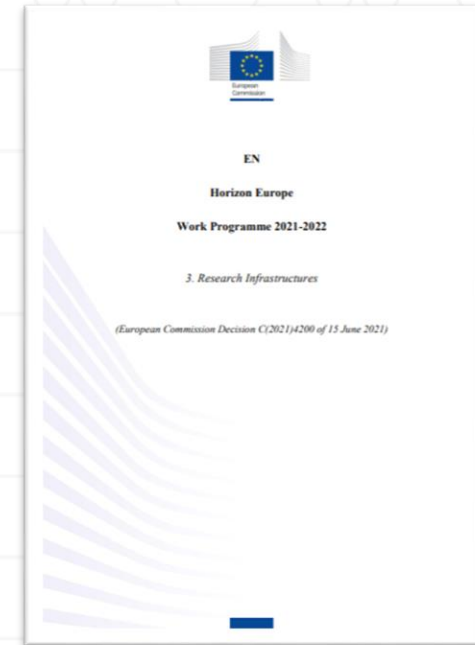 European
Commission
EN
Horizon Europe
Work Programme 2021-2022
3. Research Infrastructures
(European Commission Decision C(2021)4200 of 15 June 2021)